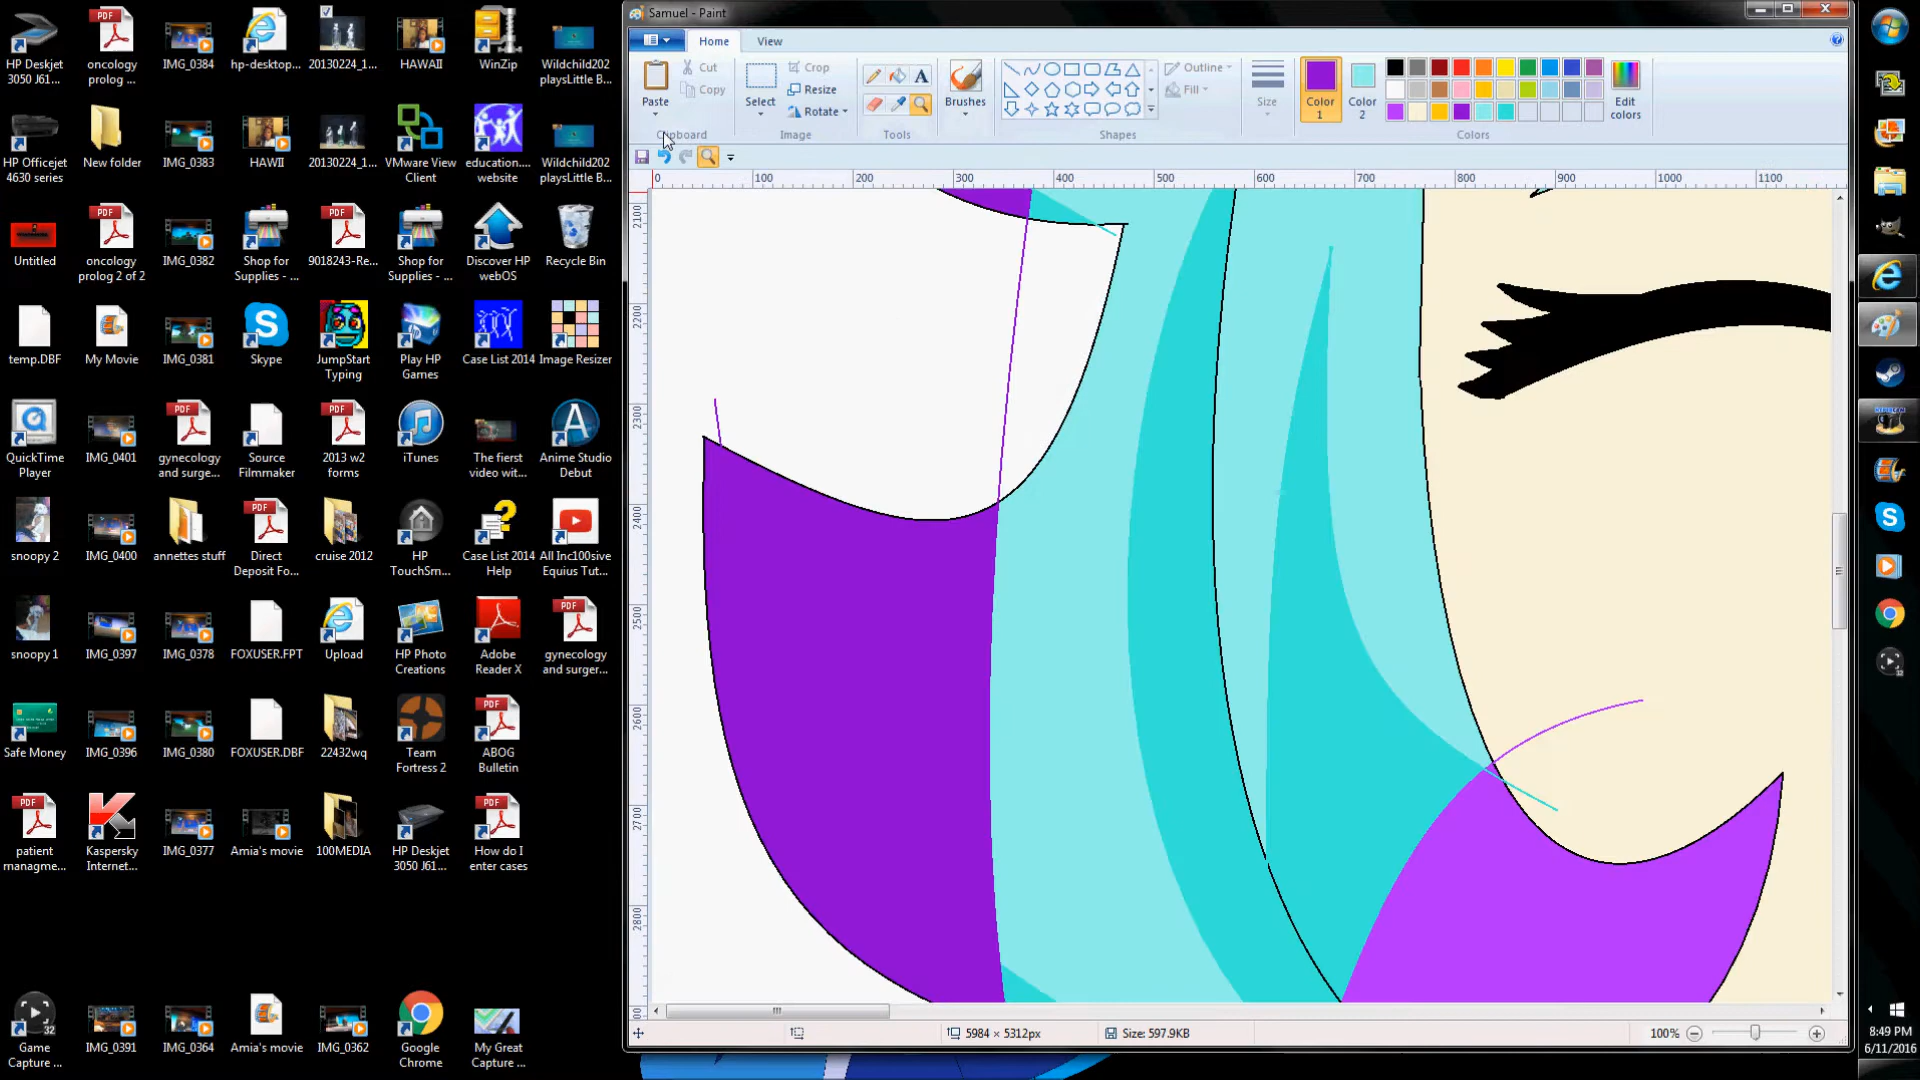 Samuel - Paint
Home
View
Cut
Copy
Paste
Clipboard
Crop
Resize
Rotate
Select
Image
Tools
Brushes
Outline
Fill
Shapes
Size
Color 1
Color 2
Edit colors
Colors
0 100 200 300 400 500 600 700 800 900 1000 1100
2100
2200
2300
2400
2500
2600
2700
2800
5984 × 5312px
Size: 597.9KB
100%
HP Deskjet 3050 J61...
oncology prolog ...
IMG_0384
hp-desktop...
20130224_1...
HAWAII
WinZip
Wildchild202 playsLittle B...
HP Officejet 4630 series
New folder
IMG_0383
HAWII
20130224_1...
VMware View Client
education.... website
Wildchild202 playsLittle B...
Untitled
oncology prolog 2 of 2
IMG_0382
Shop for Supplies - ...
9018243-Re...
Shop for Supplies - ...
Discover HP webOS
Recycle Bin
temp.DBF
My Movie
IMG_0381
Skype
JumpStart Typing
Play HP Games
Case List 2014
Image Resizer
QuickTime Player
IMG_0401
gynecology and surge...
Source Filmmaker
2013 w2 forms
iTunes
The fierst video wit...
Anime Studio Debut
snoopy 2
IMG_0400
annettes stuff
Direct Deposit Fo...
cruise 2012
HP TouchSm...
Case List 2014 Help
All Inc100sive Equius Tut...
snoopy 1
IMG_0397
IMG_0378
FOXUSER.FPT
Upload
HP Photo Creations
Adobe Reader X
gynecology and surger...
Safe Money
IMG_0396
IMG_0380
FOXUSER.DBF
22432wq
Team Fortress 2
ABOG Bulletin
patient managme...
Kaspersky Internet...
IMG_0377
Amia's movie
100MEDIA
HP Deskjet 3050 J61...
How do I enter cases
Game Capture ...
IMG_0391
IMG_0364
Amia's movie
IMG_0362
Google Chrome
My Great Capture ...
8:49 PM
6/11/2016